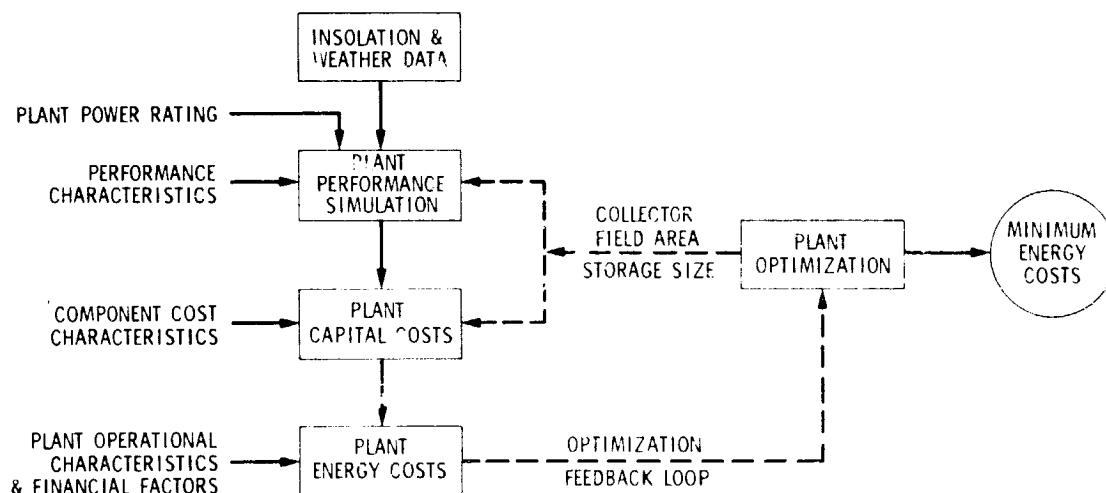 INSOLATION &
WEATHER DATA
PLANT POWER RATING
PERFORMANCE
CHARACTERISTICS
PLANT
PERFORMANCE
SIMULATION
COLLECTOR
FIELD AREA
STORAGE SIZE
PLANT
OPTIMIZATION
MINIMUM
ENERGY
COSTS
COMPONENT COST
CHARACTERISTICS
PLANT
CAPITAL COSTS
PLANT OPERATIONAL
CHARACTERISTICS
& FINANCIAL FACTORS
PLANT
ENERGY COSTS
OPTIMIZATION
FEEDBACK LOOP